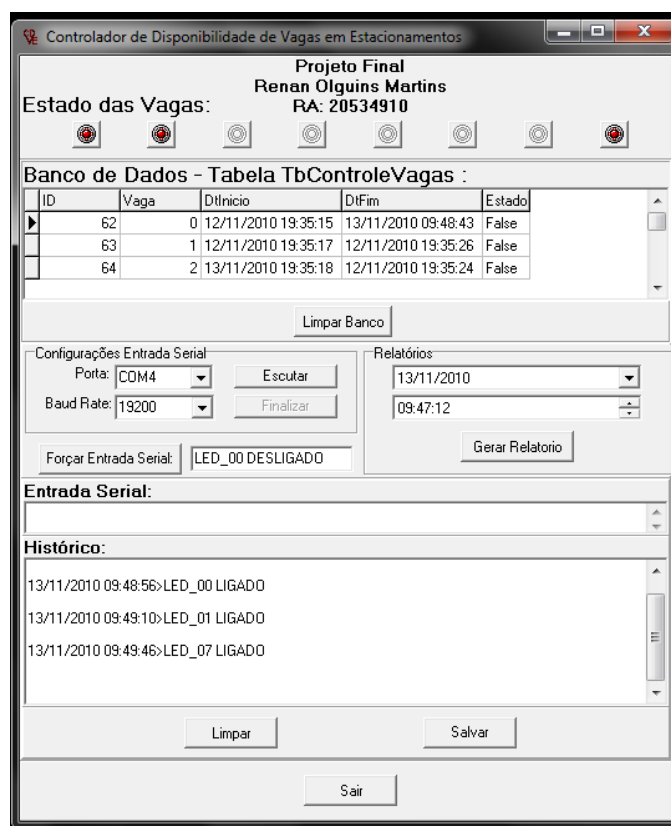 Controlador de Disponibilidade de Vagas em Estacionamentos
Projeto Final
Renan Olguins Martins
Estado das Vagas: RA: 20534910
Banco de Dados - Tabela TbControleVagas :
ID Vaga DtInicio DtFim Estado
62 0 12/11/2010 19:35:15 13/11/2010 09:48:43 False
63 1 12/11/2010 19:35:17 12/11/2010 19:35:26 False
64 2 13/11/2010 19:35:18 12/11/2010 19:35:24 False
Limpar Banco
Configurações Entrada Serial
Porta: COM4 Escutar
Baud Rate: 19200 Finalizar
Forçar Entrada Serial: LED_00 DESLIGADO
Relatórios
13/11/2010
09:47:12
Gerar Relatorio
Entrada Serial:
Histórico:
13/11/2010 09:48:56>LED_00 LIGADO
13/11/2010 09:49:10>LED_01 LIGADO
13/11/2010 09:49:46>LED_07 LIGADO
Limpar Salvar
Sair